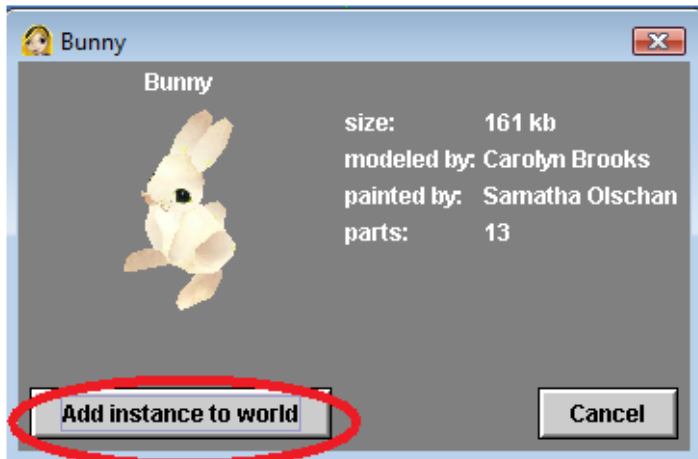 Bunny
Bunny
size: 161 kb
modeled by: Carolyn Brooks
painted by: Samatha Olschan
parts: 13
Add instance to world
Cancel